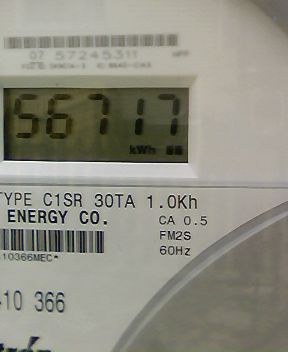 07 57245311
56717
kWh
TYPE C1SR 30TA 1.0Kh
ENERGY CO. CA 0.5
FM2S
10366MEC* 60Hz
10 366